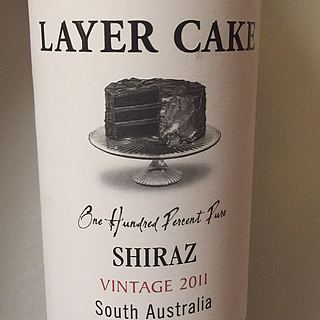 LAYER CAKE
One Hundred Percent Pure
SHIRAZ
VINTAGE 2011
South Australia